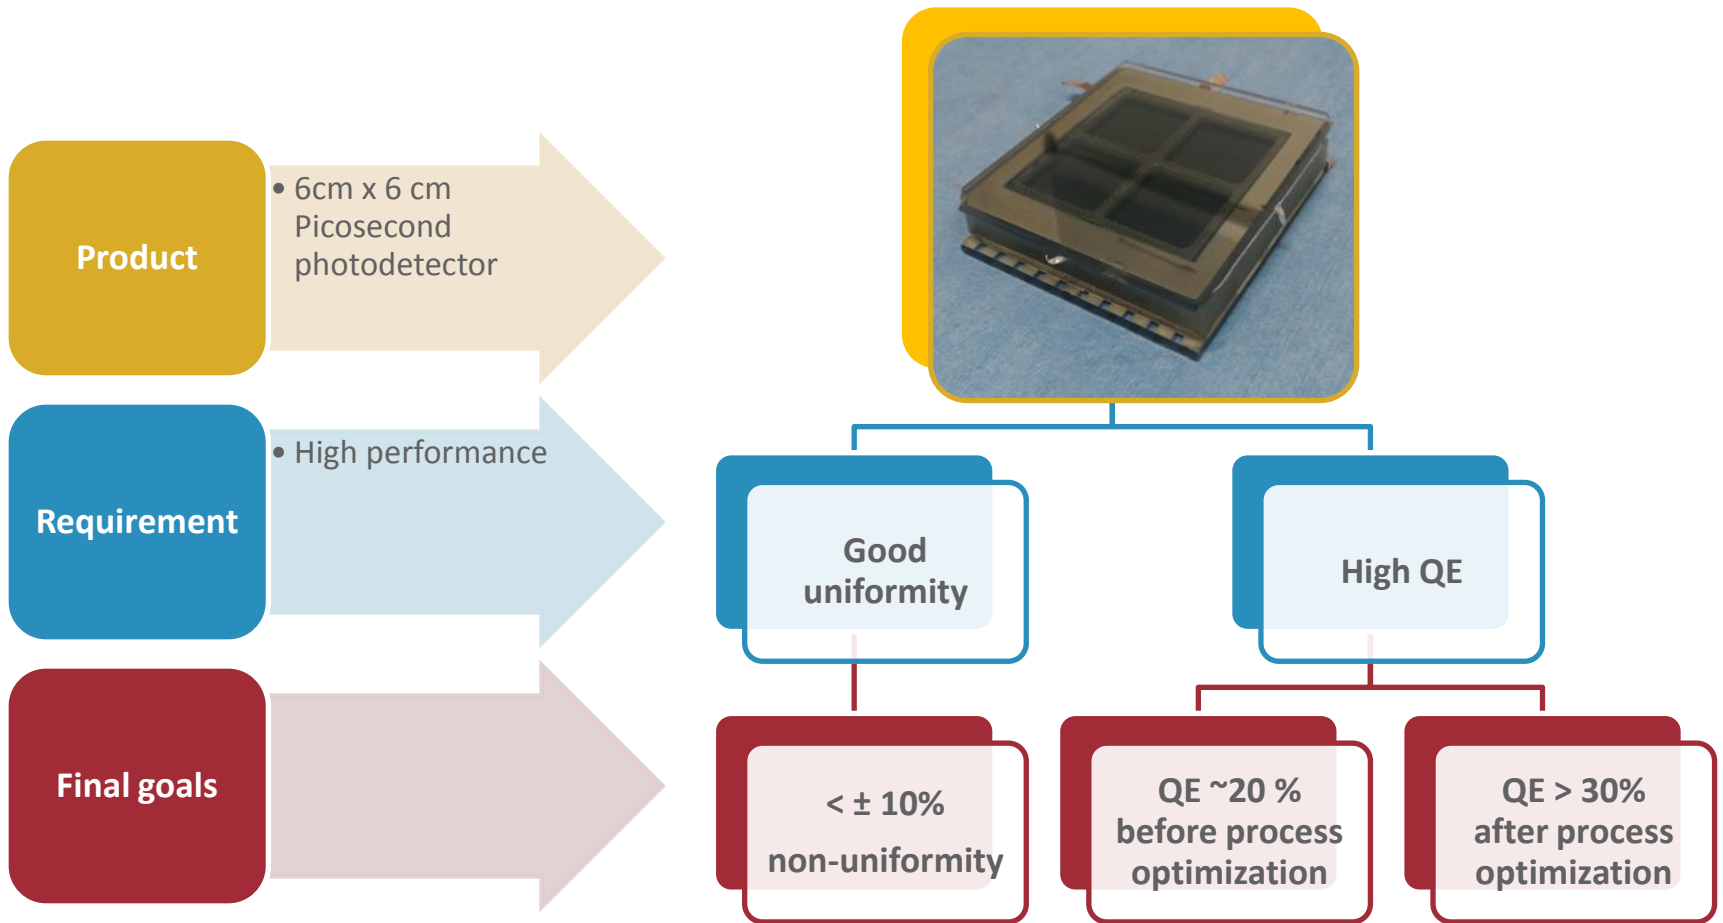 Product
• 6cm x 6 cm
Picosecond
photodetector
Requirement
• High performance
Good
uniformity
High QE
Final goals
< ± 10%
non-uniformity
QE ~20 %
before process
optimization
QE > 30%
after process
optimization